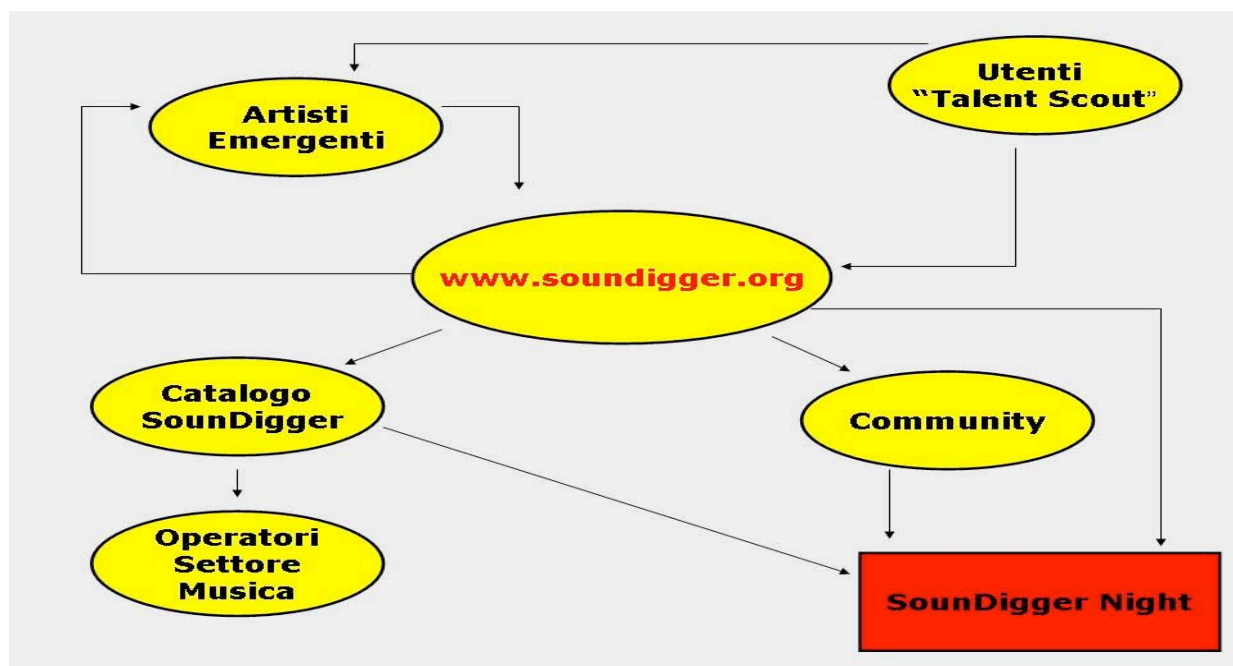 Utenti
“Talent Scout”
Artisti
Emergenti
www.soundigger.org
Catalogo
SounDigger
Community
Operatori
Settore
Musica
SounDigger Night